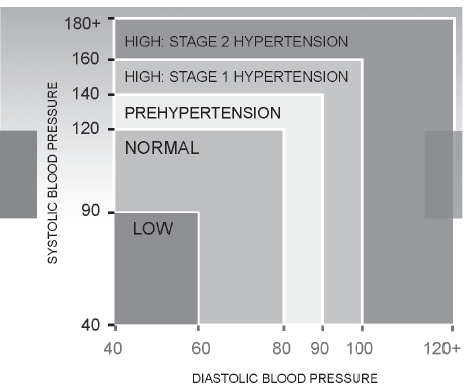 180+
HIGH: STAGE 2 HYPERTENSION
160
HIGH: STAGE 1 HYPERTENSION
140
PREHYPERTENSION
120
NORMAL
90
LOW
40
SYSTOLIC BLOOD PRESSURE
40 60 80 90 100 120+
DIASTOLIC BLOOD PRESSURE